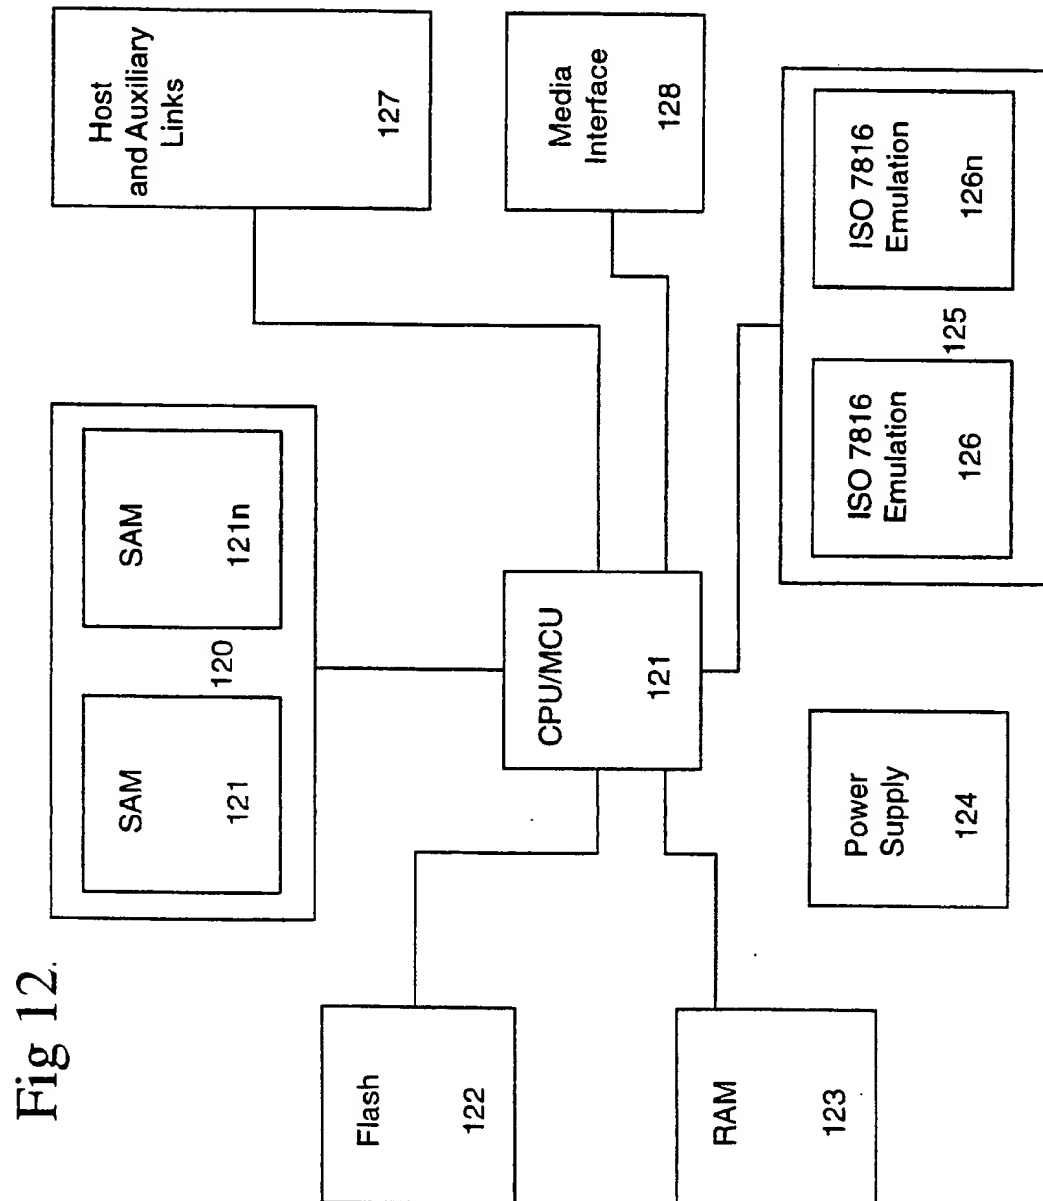 Fig 12.
Flash
122
RAM
123
SAM
121
120
SAM
121n
CPU/MCU
121
Power
Supply
124
Host
and Auxiliary
Links
127
Media
Interface
128
ISO 7816
Emulation
126
125
ISO 7816
Emulation
126n